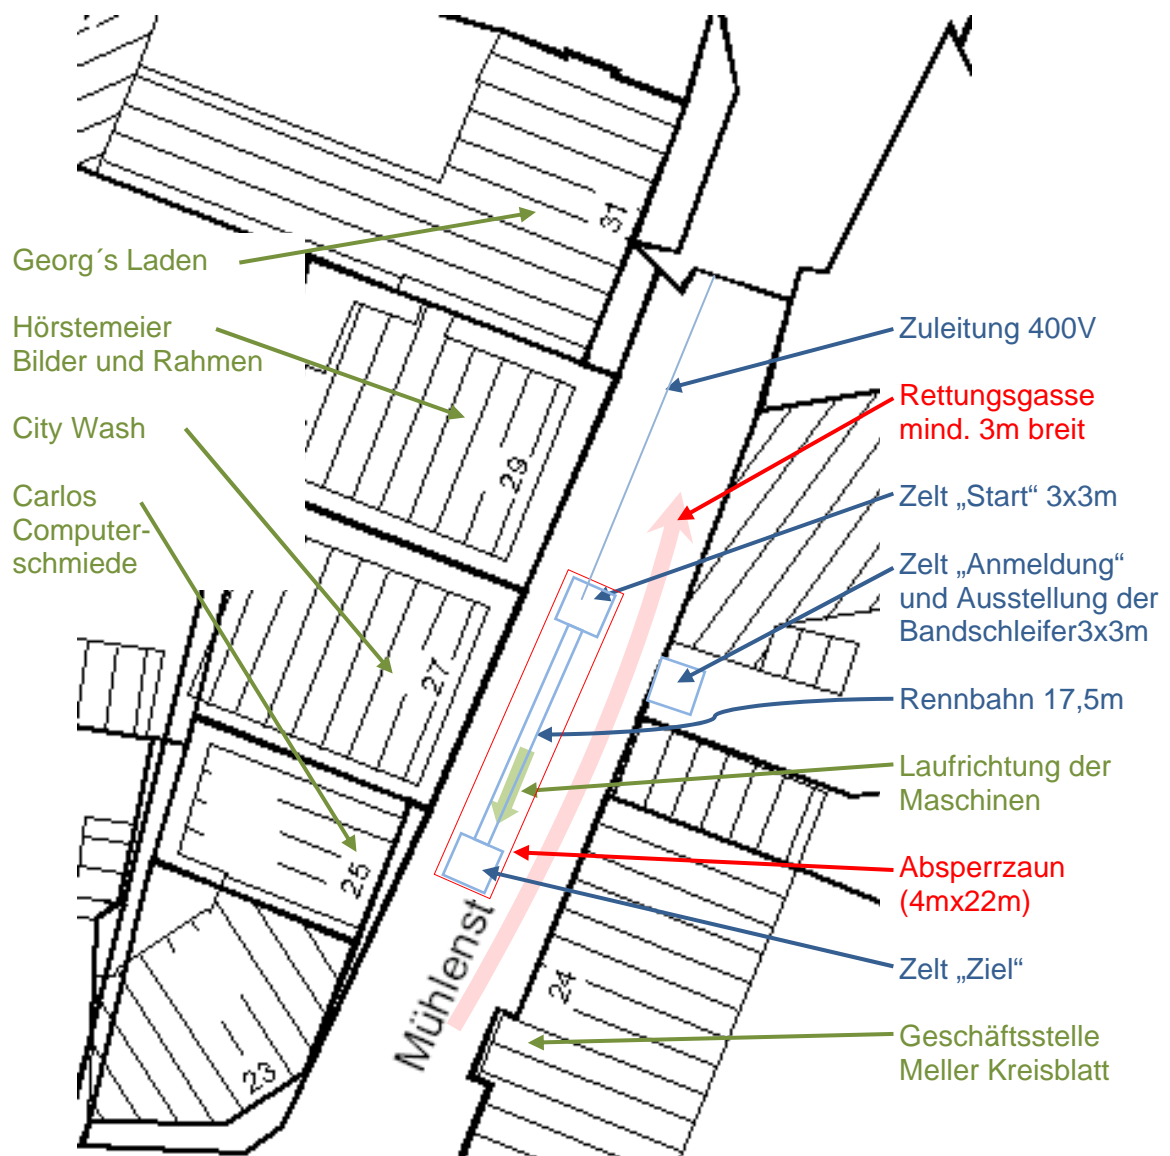 Georg´s Laden
Hörstemeier
Bilder und Rahmen
City Wash
Carlos
Computer-
schmiede
31
29
27
25
23
Mühlenst
24
Zuleitung 400V
Rettungsgasse
mind. 3m breit
Zelt „Start“ 3x3m
Zelt „Anmeldung“
und Ausstellung der
Bandschleifer3x3m
Rennbahn 17,5m
Laufrichtung der
Maschinen
Absperrzaun
(4mx22m)
Zelt „Ziel“
Geschäftsstelle
Meller Kreisblatt